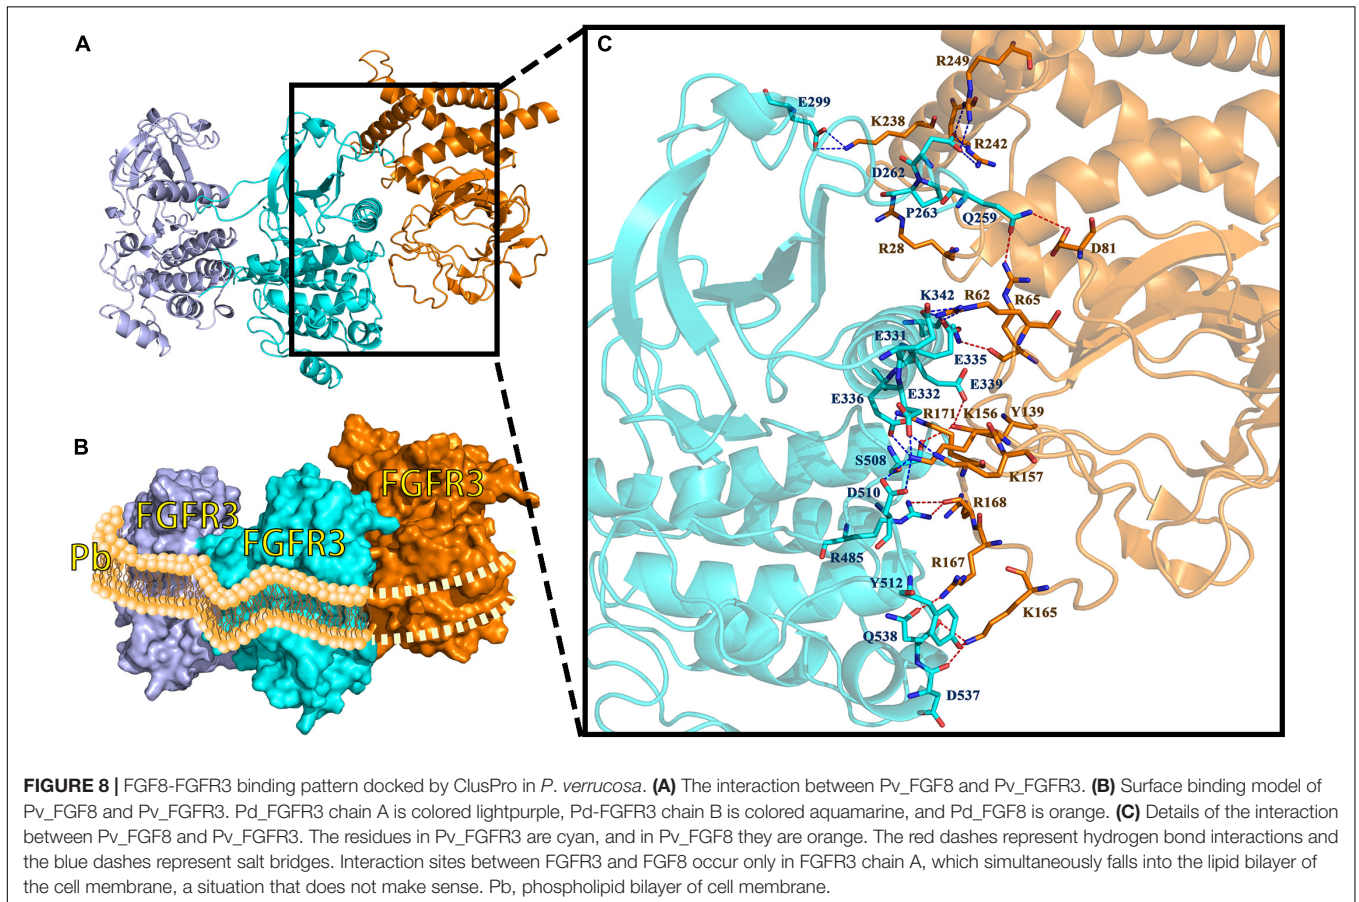 A
C
R249
E299
K238
R242
D262
P263
Q259
R28
D81
K342
R62
R65
E331
E335
E339
E336
E332
R171
K156
Y139
S508
K157
D510
R168
R485
R167
Y512
K165
Q538
D537
B
FGFR3
FGFR3
FGFR3
Pb
FIGURE 8 | FGF8-FGFR3 binding pattern docked by ClusPro in P. verrucosa. (A) The interaction between Pv_FGF8 and Pv_FGFR3. (B) Surface binding model of
Pv_FGF8 and Pv_FGFR3. Pd_FGFR3 chain A is colored lightpurple, Pd-FGFR3 chain B is colored aquamarine, and Pd_FGF8 is orange. (C) Details of the interaction
between Pv_FGF8 and Pv_FGFR3. The residues in Pv_FGFR3 are cyan, and in Pv_FGF8 they are orange. The red dashes represent hydrogen bond interactions and
the blue dashes represent salt bridges. Interaction sites between FGFR3 and FGF8 occur only in FGFR3 chain A, which simultaneously falls into the lipid bilayer of
the cell membrane, a situation that does not make sense. Pb, phospholipid bilayer of cell membrane.